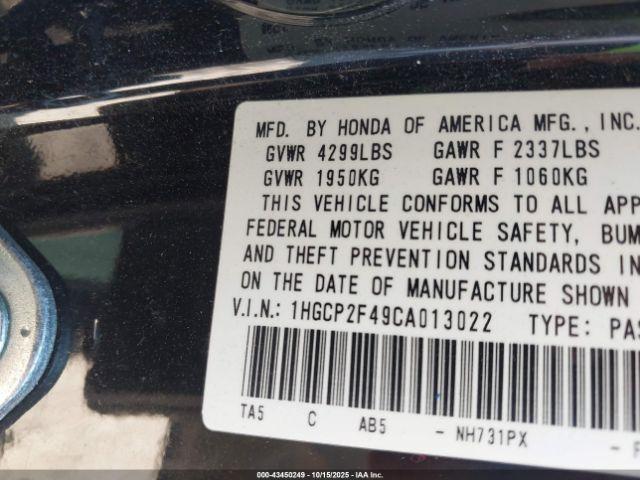 MFD. BY HONDA OF AMERICA MFG., INC.
GVWR 4299LBS GAWR F 2337LBS
GVWR 1950KG GAWR F 1060KG
THIS VEHICLE CONFORMS TO ALL APP
FEDERAL MOTOR VEHICLE SAFETY, BUM
AND THEFT PREVENTION STANDARDS IN
ON THE DATE OF MANUFACTURE SHOWN
V.I.N.: 1HGCP2F49CA013022 TYPE: PAS
TA5 C AB5 - NH731PX - F
000-43450249 10/15/2025 IAAI.COM